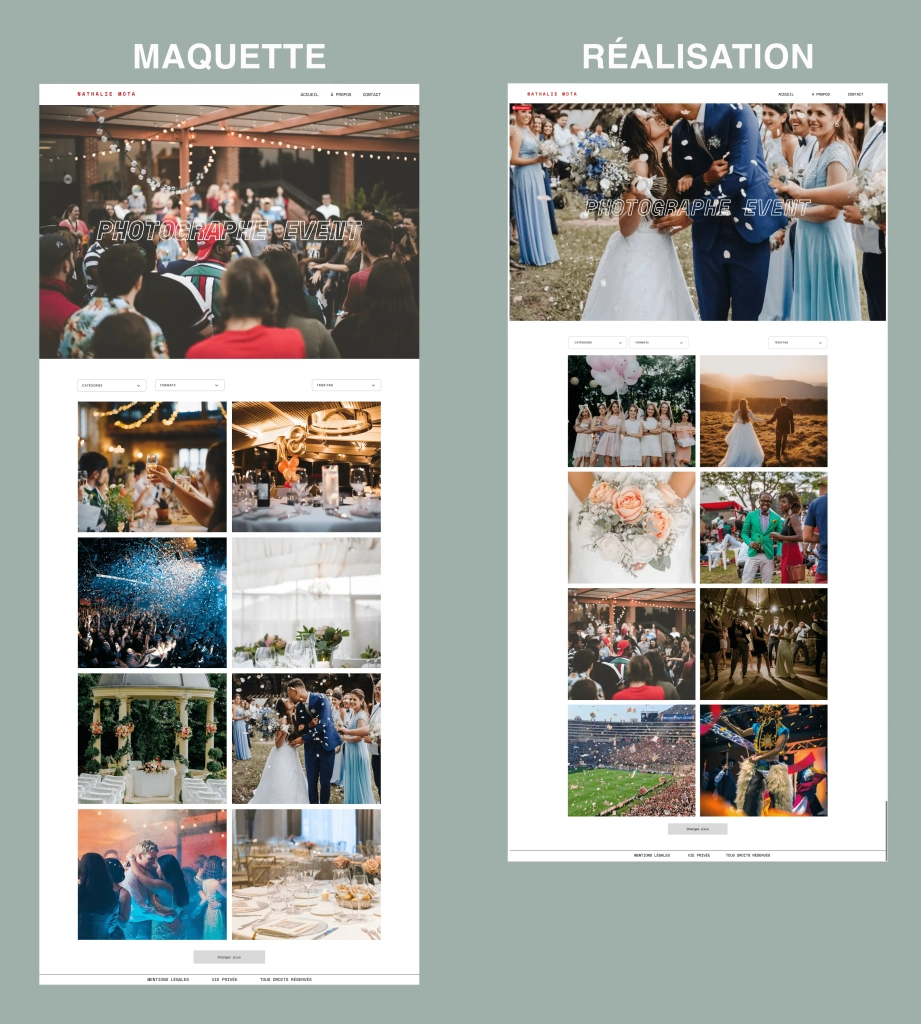 MAQUETTE
NATHALIE MOTA
ACCUEIL À PROPOS CONTACT
PHOTOGRAPHE EVENT
CATÉGORIES FORMATS TRIER PAR
Charger plus
MENTIONS LÉGALES VIE PRIVÉE TOUS DROITS RÉSERVÉS
RÉALISATION
NATHALIE MOTA
ACCUEIL À PROPOS CONTACT
PHOTOGRAPHE EVENT
CATÉGORIES FORMATS TRIER PAR
Charger plus
MENTIONS LÉGALES VIE PRIVÉE TOUS DROITS RÉSERVÉS